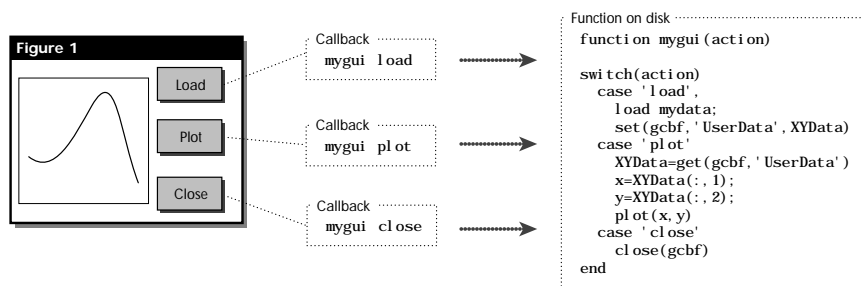 Figure 1
Load
Plot
Close
Callback
mygui load
Callback
mygui plot
Callback
mygui close
Function on disk
function mygui(action)
switch(action)
case 'load',
load mydata;
set(gcbf,'UserData',XYData)
case 'plot'
XYData=get(gcbf,'UserData')
x=XYData(:,1);
y=XYData(:,2);
plot(x,y)
case 'close'
close(gcbf)
end